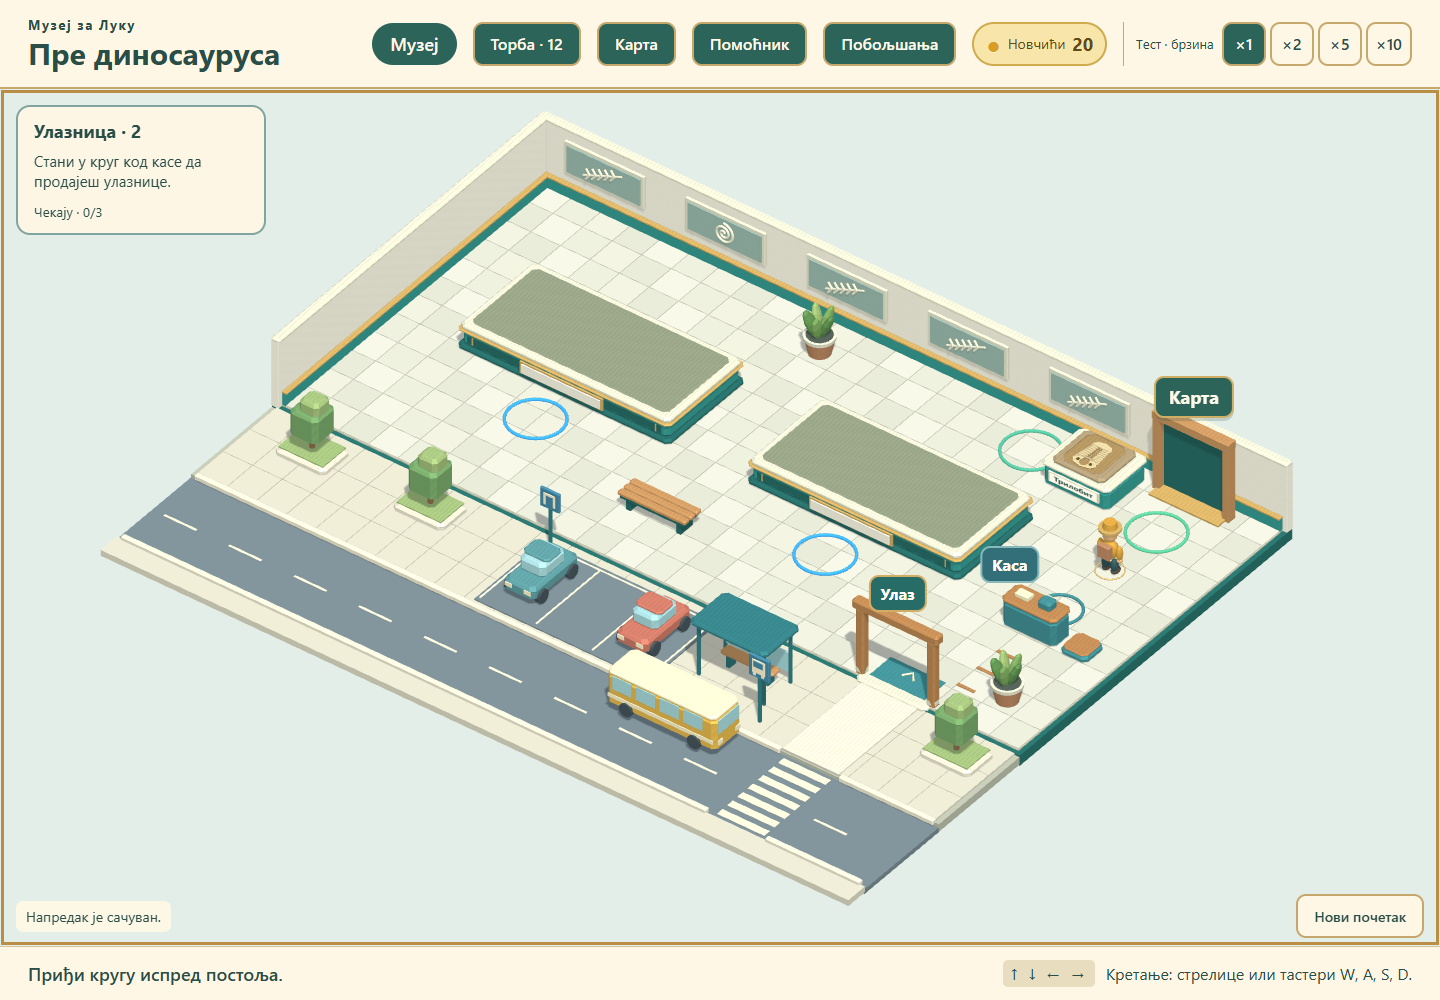 Музеј за Луку
Пре диносауруса
Музеј
Торба · 12
Карта
Помоћник
Побољшања
Новчићи 20
Тест · брзина
×1
×2
×5
×10
Улазница · 2
Стани у круг код касе да
продајеш улазнице.
Чекају · 0/3
Карта
Трилобит
Каса
Улаз
Напредак је сачуван.
Нови почетак
Приђи кругу испред постоља.
↑ ↓ ← → Кретање: стрелице или тастери W, A, S, D.